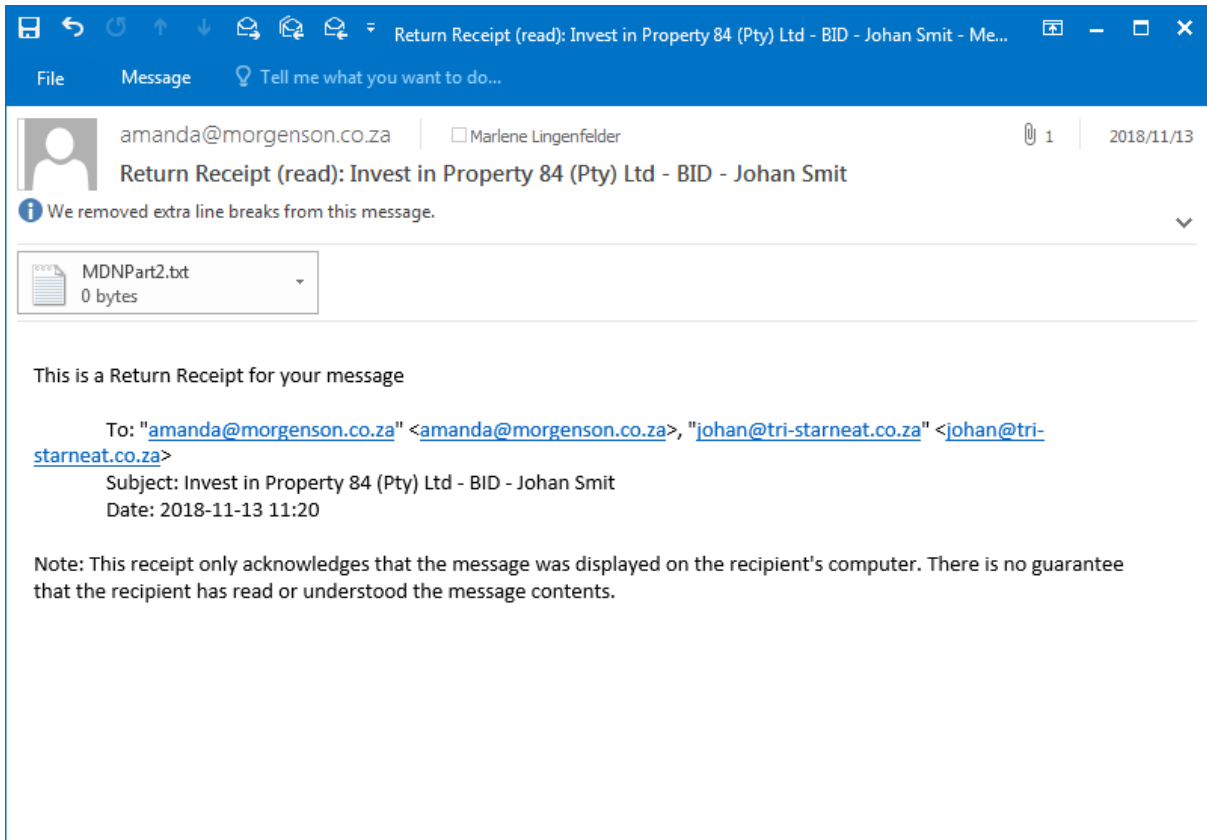 Return Receipt (read): Invest in Property 84 (Pty) Ltd - BID - Johan Smit - Me...
File Message Tell me what you want to do...
amanda@morgenson.co.za Marlene Lingenfelder 1 2018/11/13
Return Receipt (read): Invest in Property 84 (Pty) Ltd - BID - Johan Smit
We removed extra line breaks from this message.
MDNPart2.txt
0 bytes
This is a Return Receipt for your message
To: "amanda@morgenson.co.za" <amanda@morgenson.co.za>, "johan@tri-starneat.co.za" <johan@tri-
starneat.co.za>
Subject: Invest in Property 84 (Pty) Ltd - BID - Johan Smit
Date: 2018-11-13 11:20
Note: This receipt only acknowledges that the message was displayed on the recipient's computer. There is no guarantee
that the recipient has read or understood the message contents.